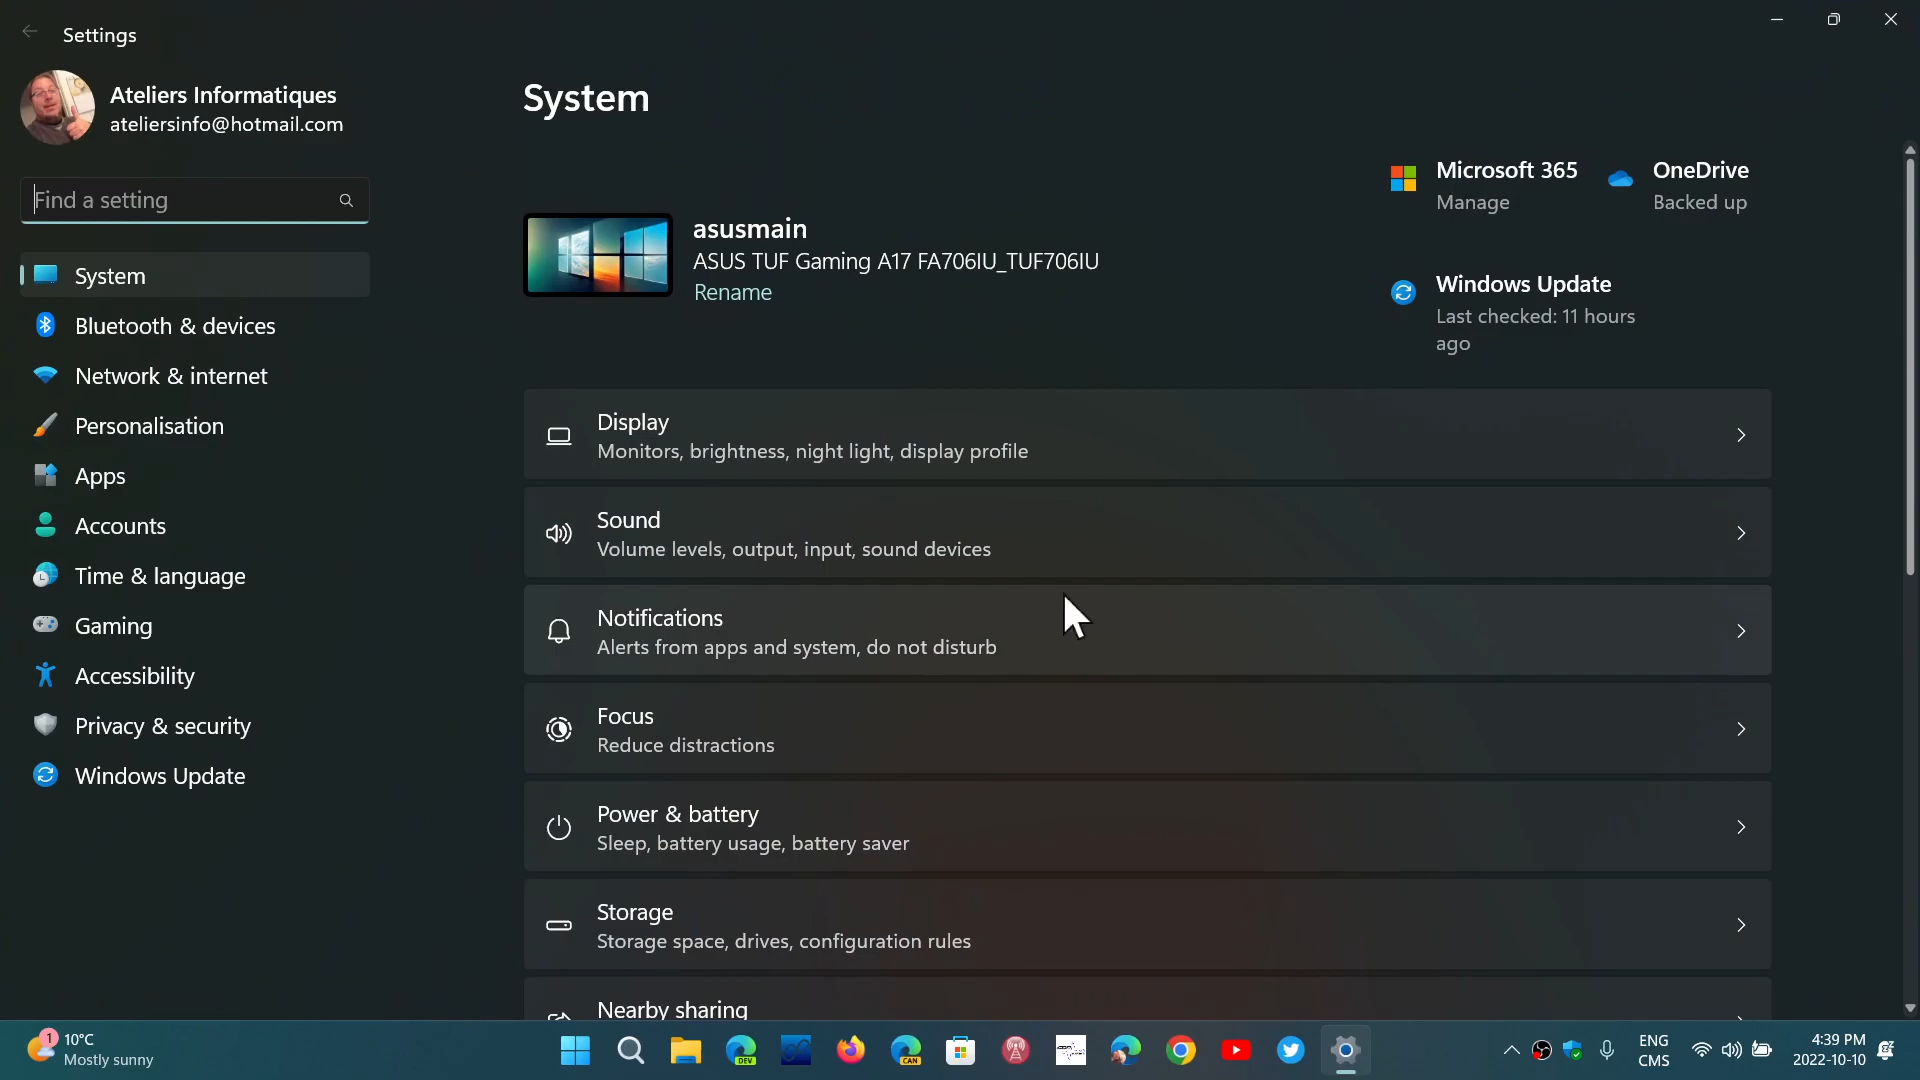 Settings
Ateliers Informatiques
ateliersinfo@hotmail.com
Find a setting
System
Bluetooth & devices
Network & internet
Personalisation
Apps
Accounts
Time & language
Gaming
Accessibility
Privacy & security
Windows Update
System
asusmain
ASUS TUF Gaming A17 FA706IU_TUF706IU
Rename
Microsoft 365
Manage
OneDrive
Backed up
Windows Update
Last checked: 11 hours
ago
Display
Monitors, brightness, night light, display profile
Sound
Volume levels, output, input, sound devices
Notifications
Alerts from apps and system, do not disturb
Focus
Reduce distractions
Power & battery
Sleep, battery usage, battery saver
Storage
Storage space, drives, configuration rules
Nearby sharing
1
10°C
Mostly sunny
DEV
CAN
ENG
CMS
4:39 PM
2022-10-10